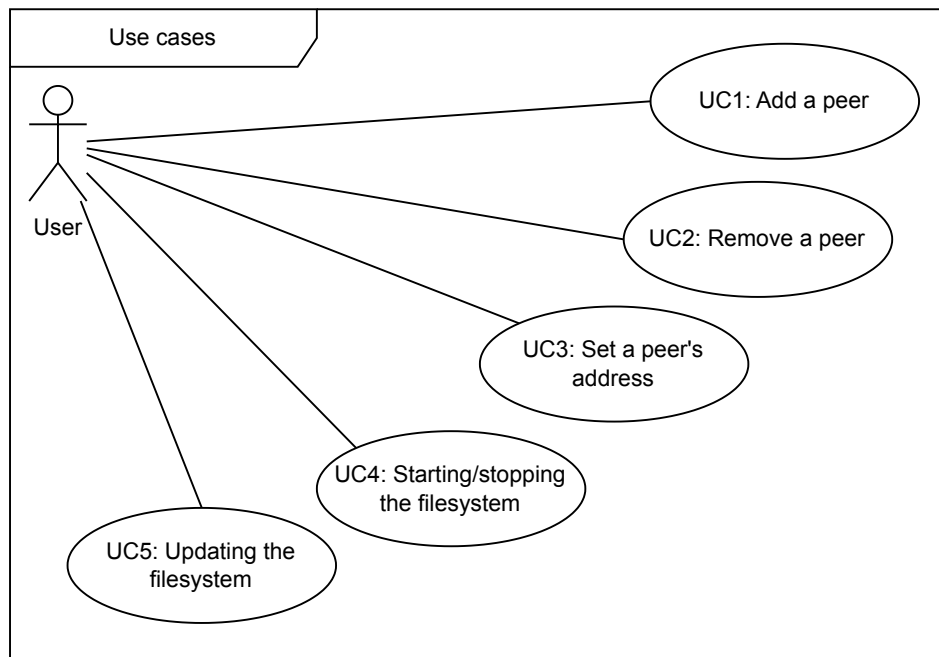 Use cases
UC1: Add a peer
User
UC2: Remove a peer
UC3: Set a peer's
address
UC4: Starting/stopping
the filesystem
UC5: Updating the
filesystem